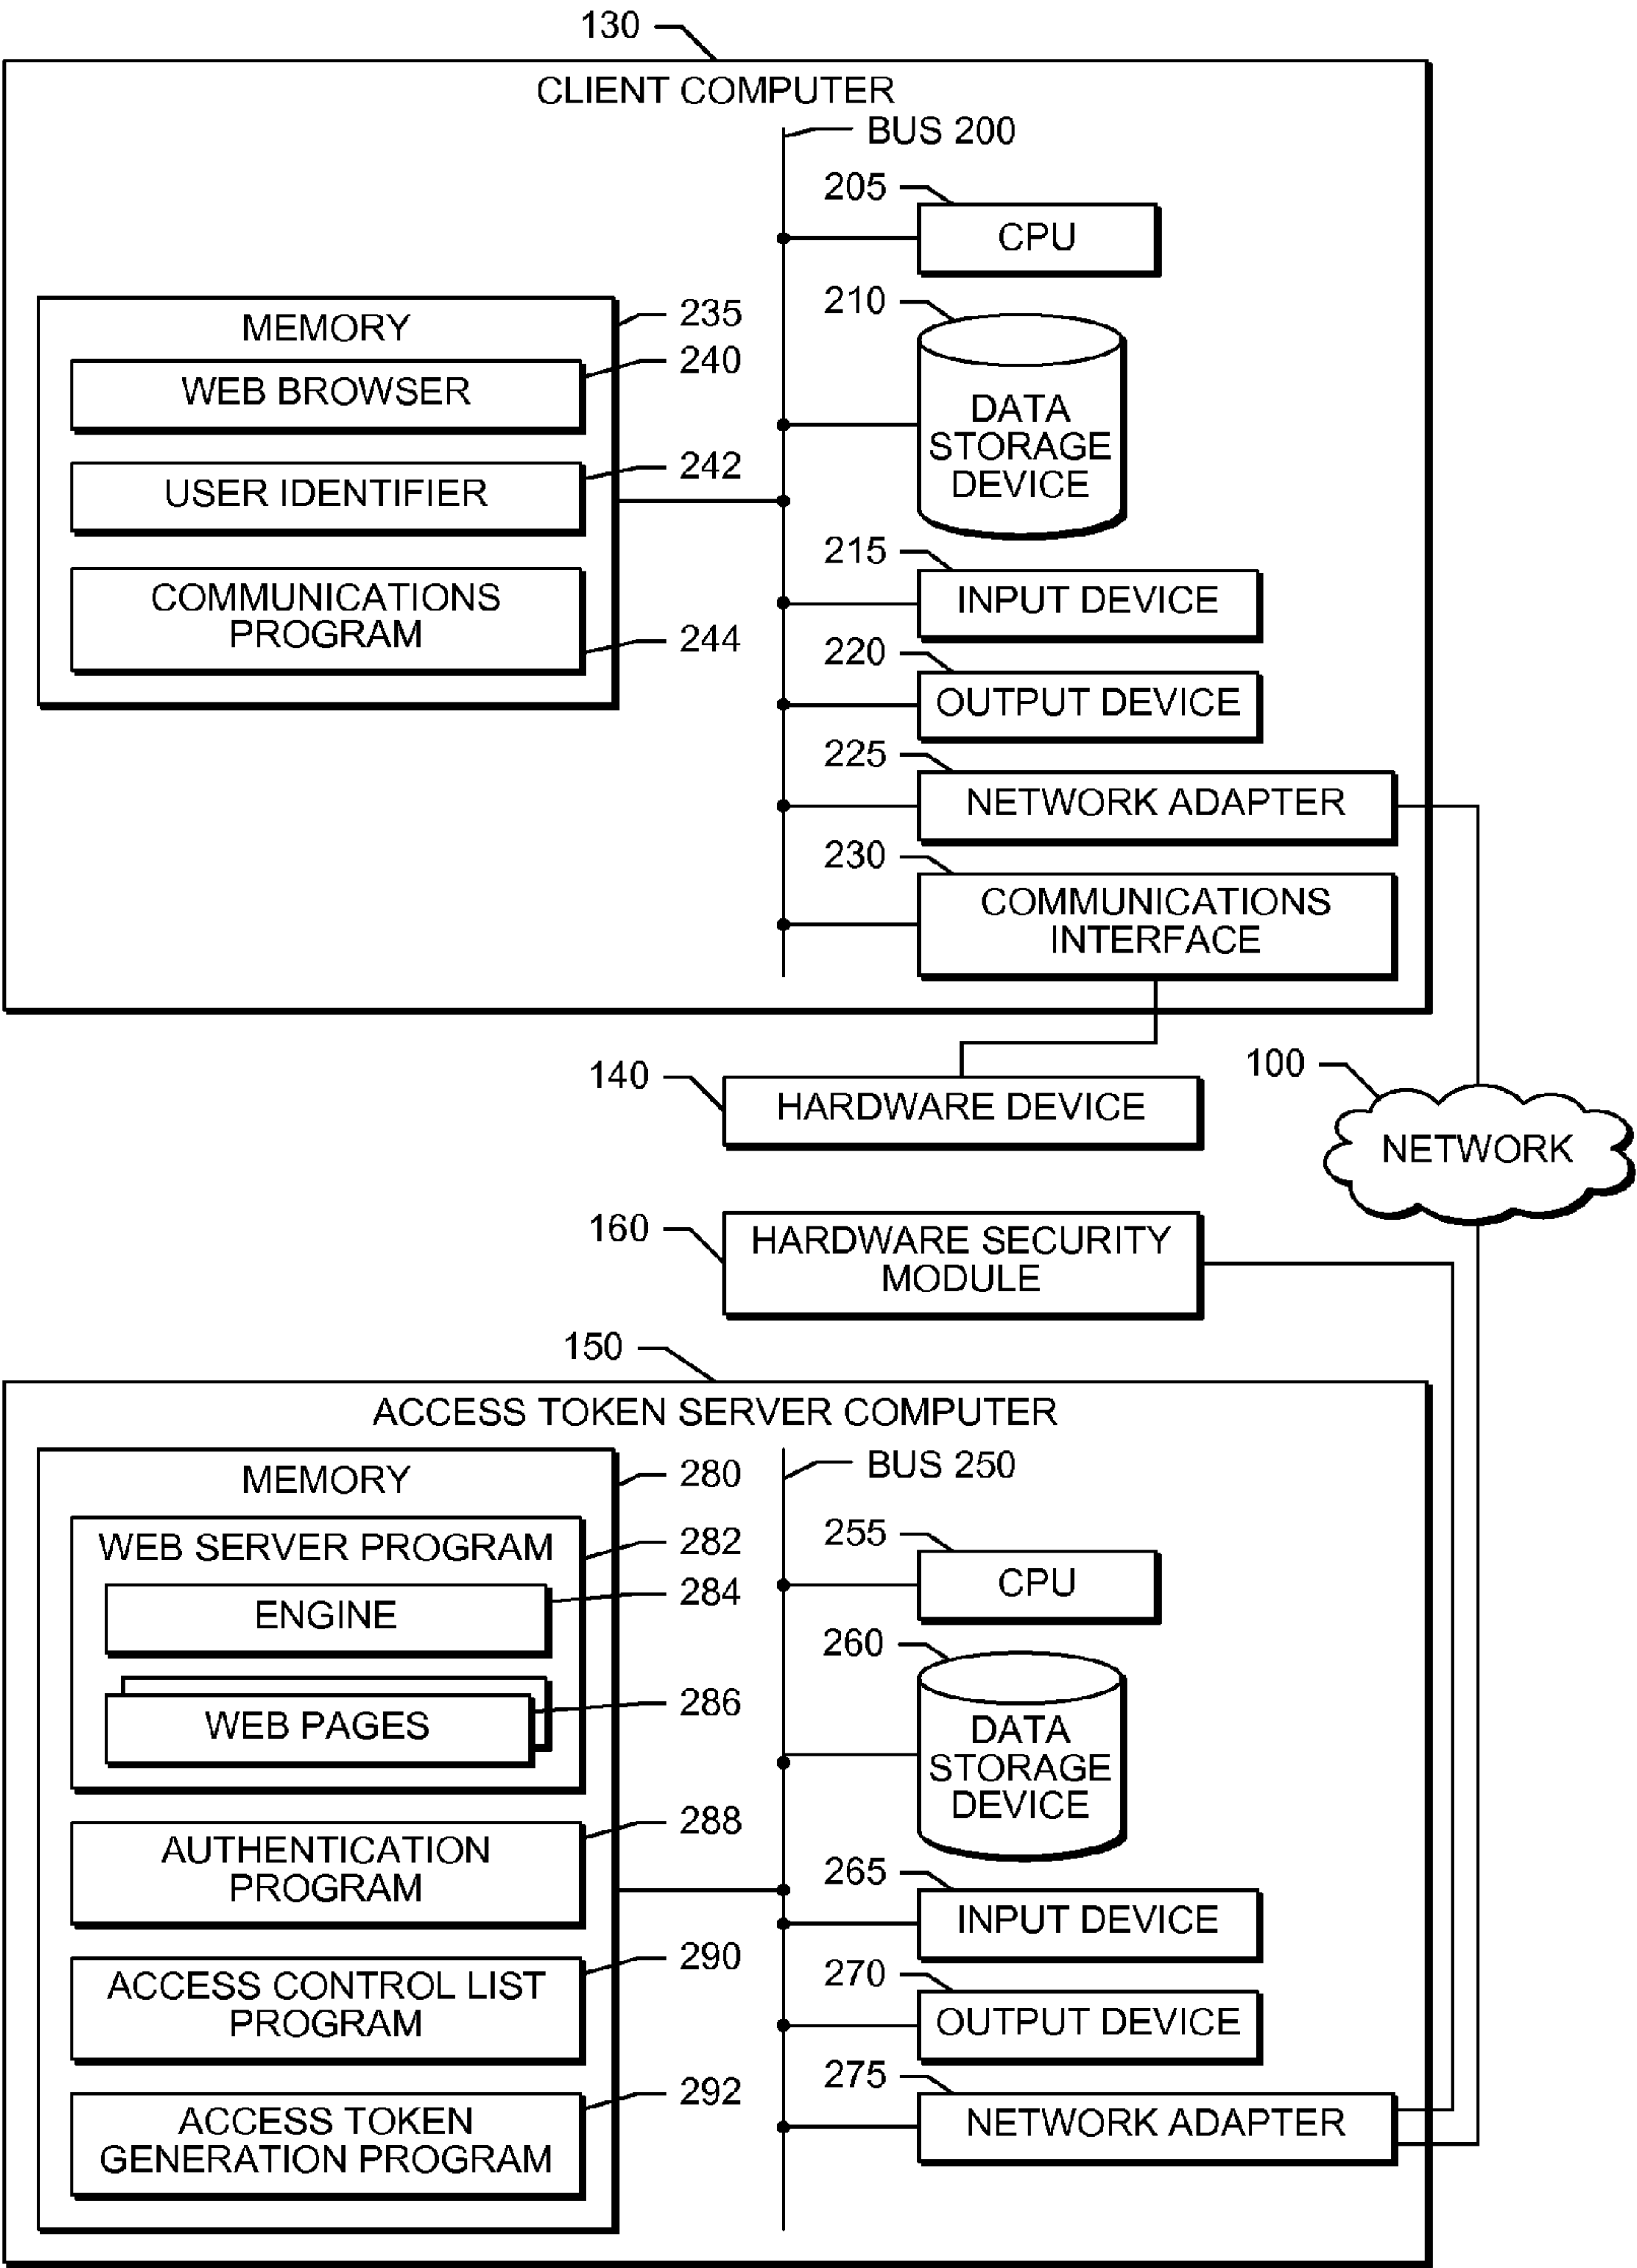 130
CLIENT COMPUTER
BUS 200
205
CPU
210
DATA
STORAGE
DEVICE
MEMORY
235
WEB BROWSER
240
USER IDENTIFIER
242
COMMUNICATIONS
PROGRAM
244
215
INPUT DEVICE
220
OUTPUT DEVICE
225
NETWORK ADAPTER
230
COMMUNICATIONS
INTERFACE
140
HARDWARE DEVICE
100
NETWORK
160
HARDWARE SECURITY
MODULE
150
ACCESS TOKEN SERVER COMPUTER
MEMORY
280
WEB SERVER PROGRAM
282
ENGINE
284
WEB PAGES
286
AUTHENTICATION
PROGRAM
288
ACCESS CONTROL LIST
PROGRAM
290
ACCESS TOKEN
GENERATION PROGRAM
292
BUS 250
255
CPU
260
DATA
STORAGE
DEVICE
265
INPUT DEVICE
270
OUTPUT DEVICE
275
NETWORK ADAPTER